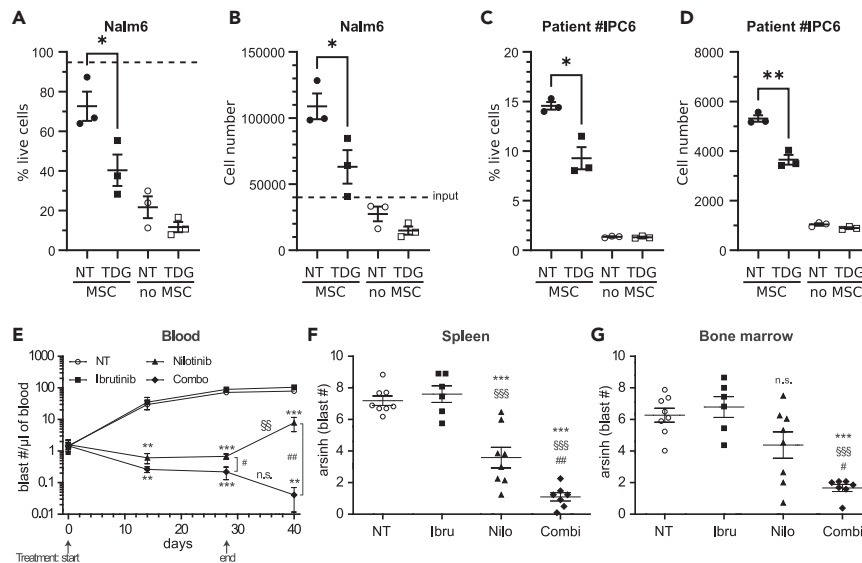 A
Nalm6
% live cells
100
80
60
40
20
0
*
NT TDG NT TDG
MSC no MSC
B
Nalm6
Cell number
150000
100000
50000
0
*
input
NT TDG NT TDG
MSC no MSC
C
Patient #IPC6
% live cells
20
15
10
5
0
*
NT TDG NT TDG
MSC no MSC
D
Patient #IPC6
Cell number
8000
6000
4000
2000
0
**
NT TDG NT TDG
MSC no MSC
E
Blood
NT
Ibrutinib
Nilotinib
Combo
blast #/µl of blood
1000
100
10
1
0.1
0.01
** *** §§ ***
# ##
** *** n.s. **
0 10 20 30 40
days
Treatment: start end
F
Spleen
arsinh (blast #)
10
8
6
4
2
0
***
§§§
***
§§§
##
NT Ibru Nilo Combi
G
Bone marrow
arsinh (blast #)
10
8
6
4
2
0
n.s.
***
§§§
#
NT Ibru Nilo Combi